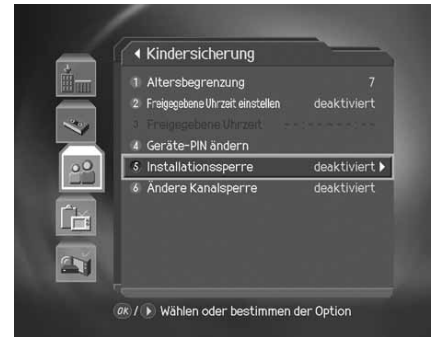 Kindersicherung
1 Altersbegrenzung 7
2 Freigegebene Uhrzeit einstellen deaktiviert
3 Freigegebene Uhrzeit --:-- - --:--
4 Geräte-PIN ändern
5 Installationssperre deaktiviert
6 Ändere Kanalsperre deaktiviert
OK / Wählen oder bestimmen der Option